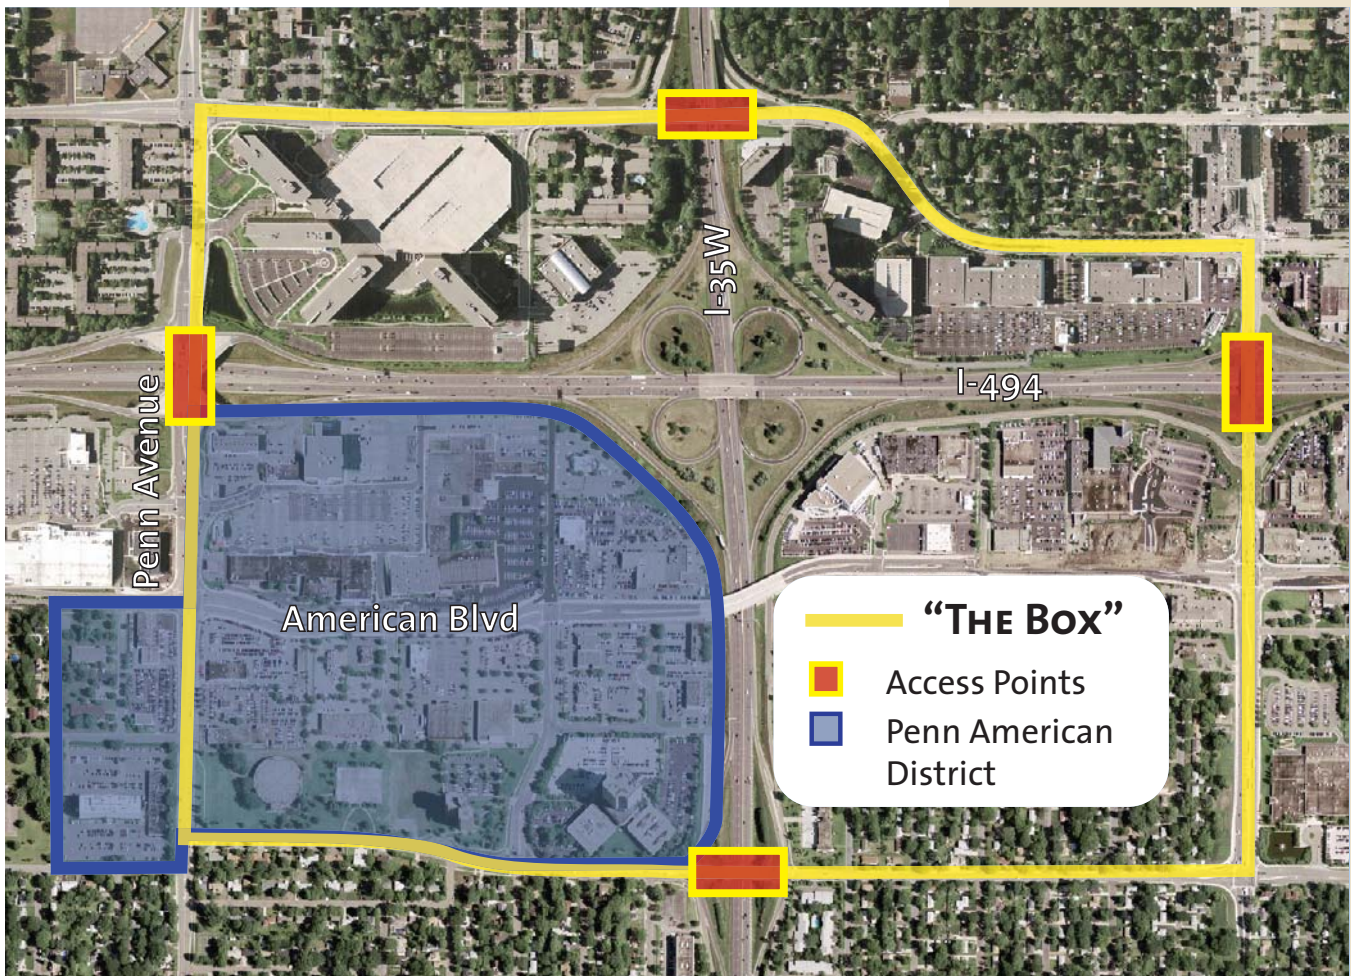 I-35W
I-494
Penn Avenue
American Blvd
“THE BOX”
Access Points
Penn American
District